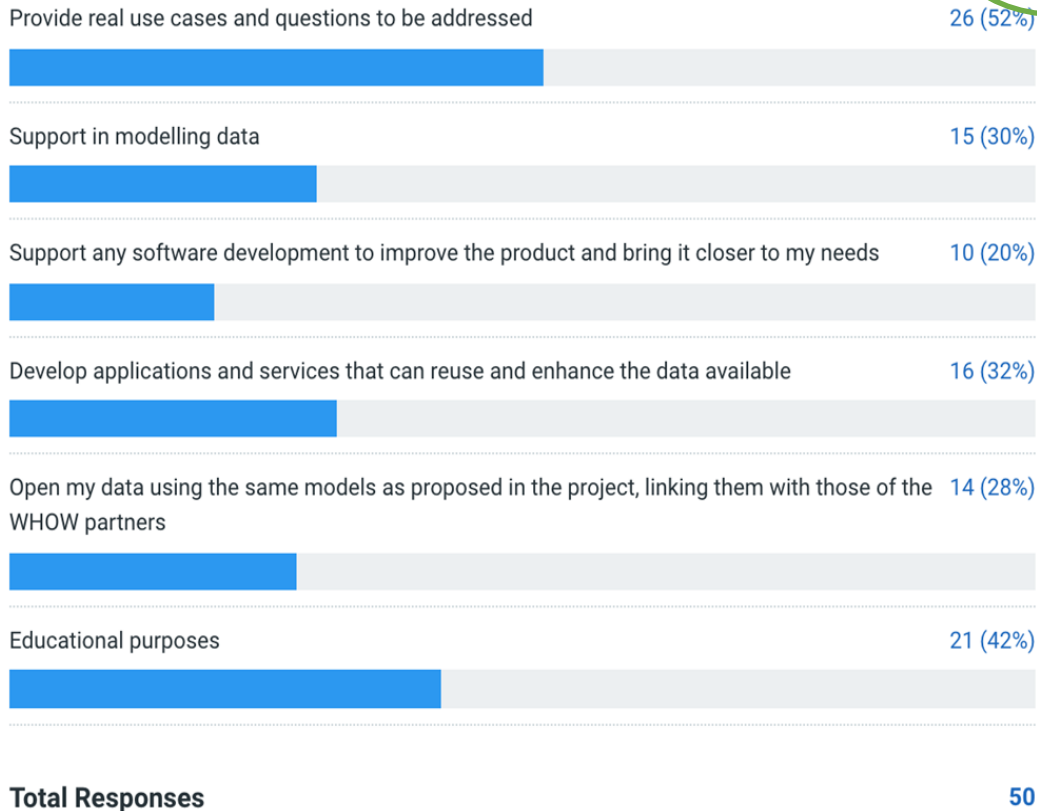 Provide real use cases and questions to be addressed 26 (52%)
Support in modelling data 15 (30%)
Support any software development to improve the product and bring it closer to my needs 10 (20%)
Develop applications and services that can reuse and enhance the data available 16 (32%)
Open my data using the same models as proposed in the project, linking them with those of the 14 (28%)
WHOW partners
Educational purposes 21 (42%)
Total Responses 50